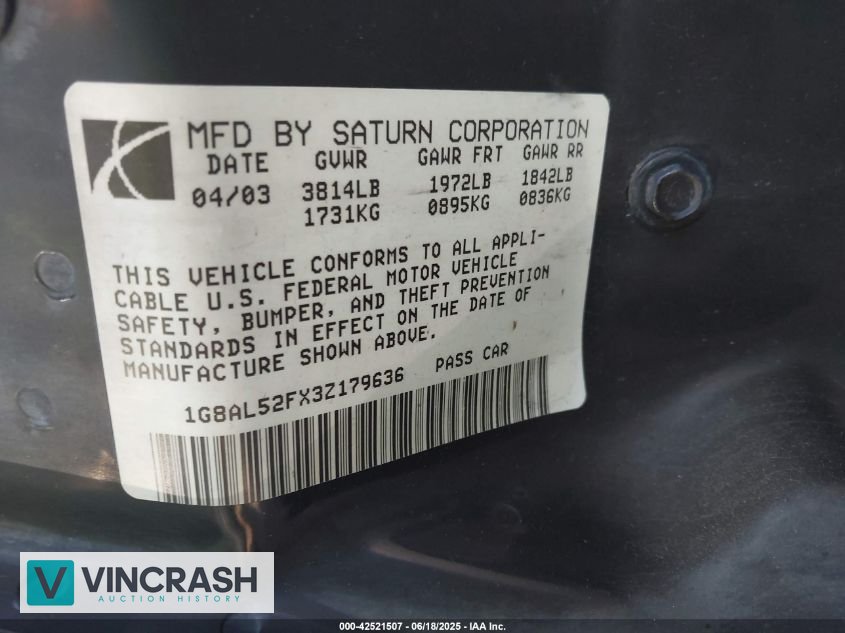 MFD BY SATURN CORPORATION
DATE GVWR GAWR FRT GAWR RR
04/03 3814LB 1972LB 1842LB
1731KG 0895KG 0836KG
THIS VEHICLE CONFORMS TO ALL APPLI-
CABLE U.S. FEDERAL MOTOR VEHICLE
SAFETY, BUMPER, AND THEFT PREVENTION
STANDARDS IN EFFECT ON THE DATE OF
MANUFACTURE SHOWN ABOVE.
1G8AL52FX3Z179636 PASS CAR
VINCRASH
AUCTION HISTORY
000-42521507 - 06/18/2025 - IAA Inc.